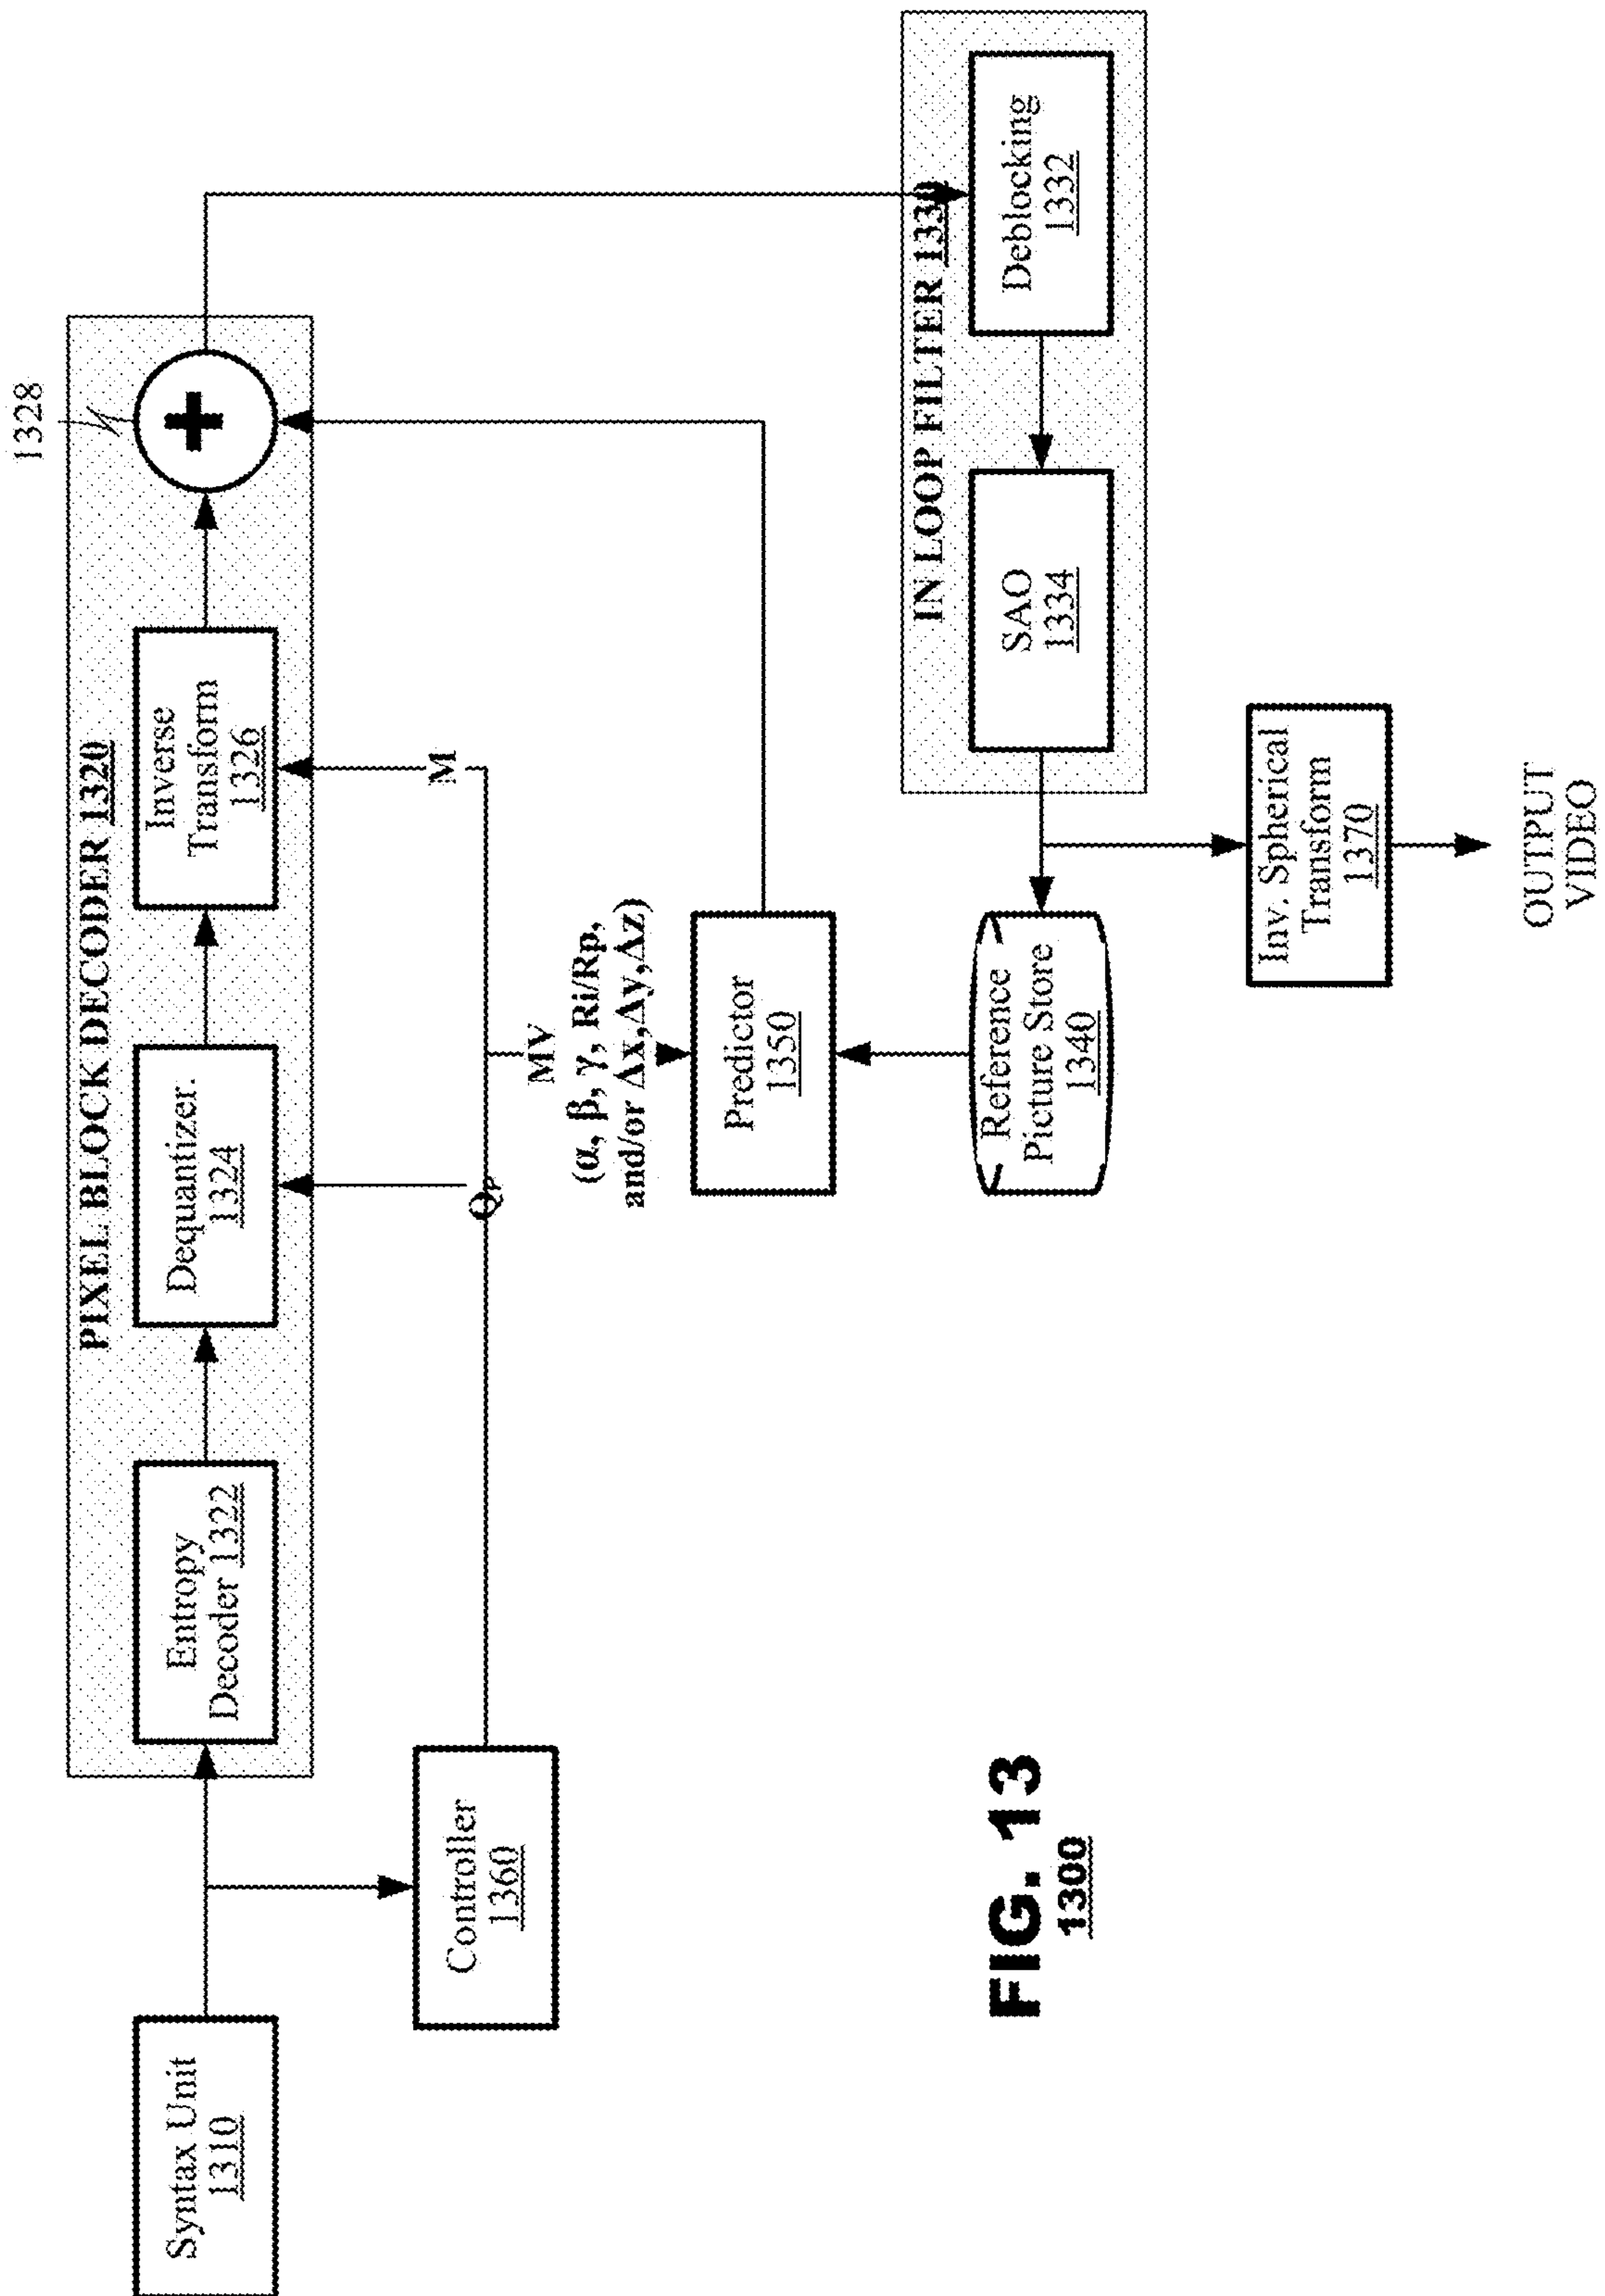 1328
PIXEL BLOCK DECODER 1320
Syntax Unit
1310
Entropy
Decoder 1322
Dequantizer.
1324
Inverse
Transform
1326
+
Controller
1360
QP
M
MV
(α, β, γ, Ri/Rp,
and/or Δx,Δy,Δz)
Predictor
1350
IN LOOP FILTER 1330
Reference
Picture Store
1340
SAO
1334
Deblocking
1332
Inv. Spherical
Transform
1370
OUTPUT
VIDEO
FIG. 13
1300